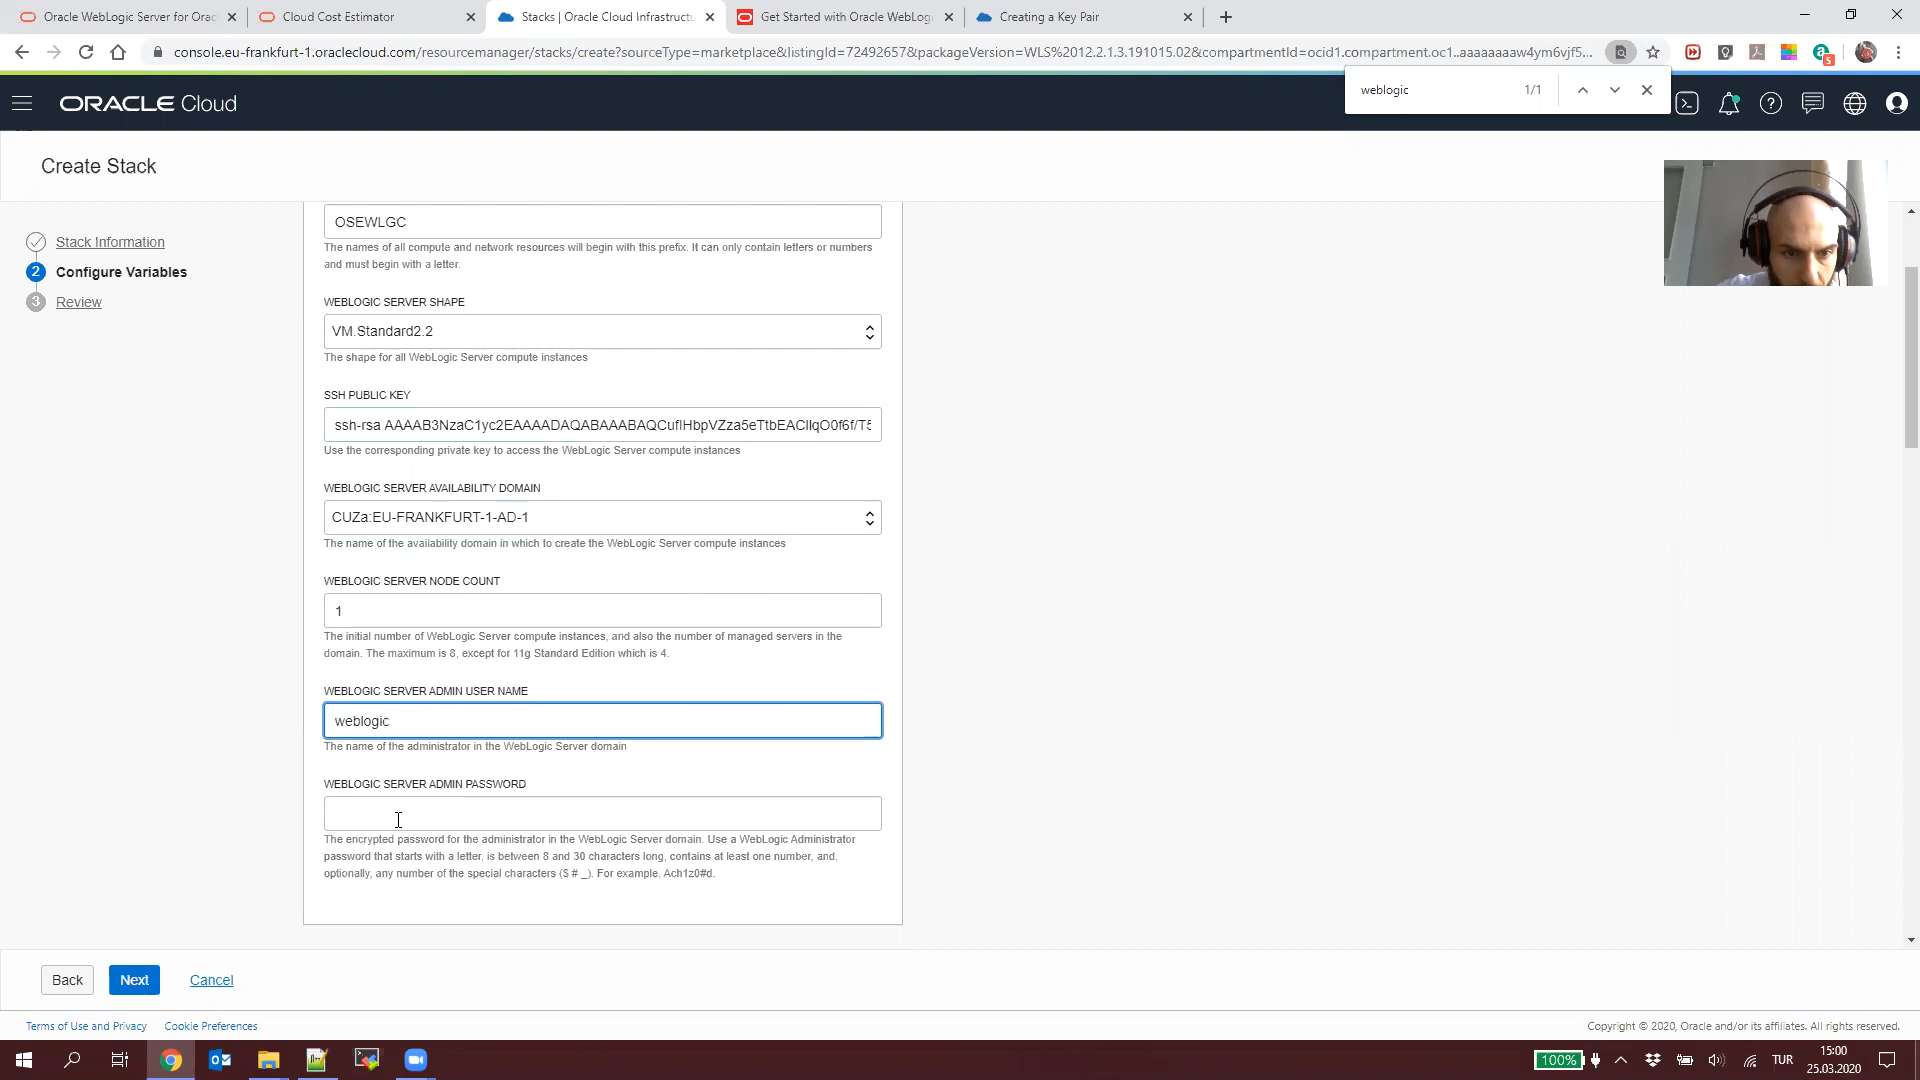 Oracle WebLogic Server for Orac
Cloud Cost Estimator
Stacks | Oracle Cloud Infrastructu
Get Started with Oracle WebLogi
Creating a Key Pair
console.eu-frankfurt-1.oraclecloud.com/resourcemanager/stacks/create?sourceType=marketplace&listingId=72492657&packageVersion=WLS%2012.2.1.3.191015.02&compartmentId=ocid1.compartment.oc1..aaaaaaaaw4ym6vjf5...
5
weblogic 1/1
ORACLE Cloud
Create Stack
Stack Information
2 Configure Variables
3 Review
OSEWLGC
The names of all compute and network resources will begin with this prefix. It can only contain letters or numbers
and must begin with a letter.
WEBLOGIC SERVER SHAPE
VM.Standard2.2
The shape for all WebLogic Server compute instances
SSH PUBLIC KEY
ssh-rsa AAAAB3NzaC1yc2EAAAADAQABAAABAQCuflHbpVZza5eTtbEAClIqO0f6f/T5
Use the corresponding private key to access the WebLogic Server compute instances
WEBLOGIC SERVER AVAILABILITY DOMAIN
CUZa:EU-FRANKFURT-1-AD-1
The name of the availability domain in which to create the WebLogic Server compute instances
WEBLOGIC SERVER NODE COUNT
1
The initial number of WebLogic Server compute instances, and also the number of managed servers in the
domain. The maximum is 8, except for 11g Standard Edition which is 4.
WEBLOGIC SERVER ADMIN USER NAME
weblogic
The name of the administrator in the WebLogic Server domain
WEBLOGIC SERVER ADMIN PASSWORD
The encrypted password for the administrator in the WebLogic Server domain. Use a WebLogic Administrator
password that starts with a letter, is between 8 and 30 characters long, contains at least one number, and,
optionally, any number of the special characters ($ # _). For example, Ach1z0#d.
Back
Next
Cancel
Terms of Use and Privacy
Cookie Preferences
Copyright © 2020, Oracle and/or its affiliates. All rights reserved.
100%
TUR
15:00
25.03.2020